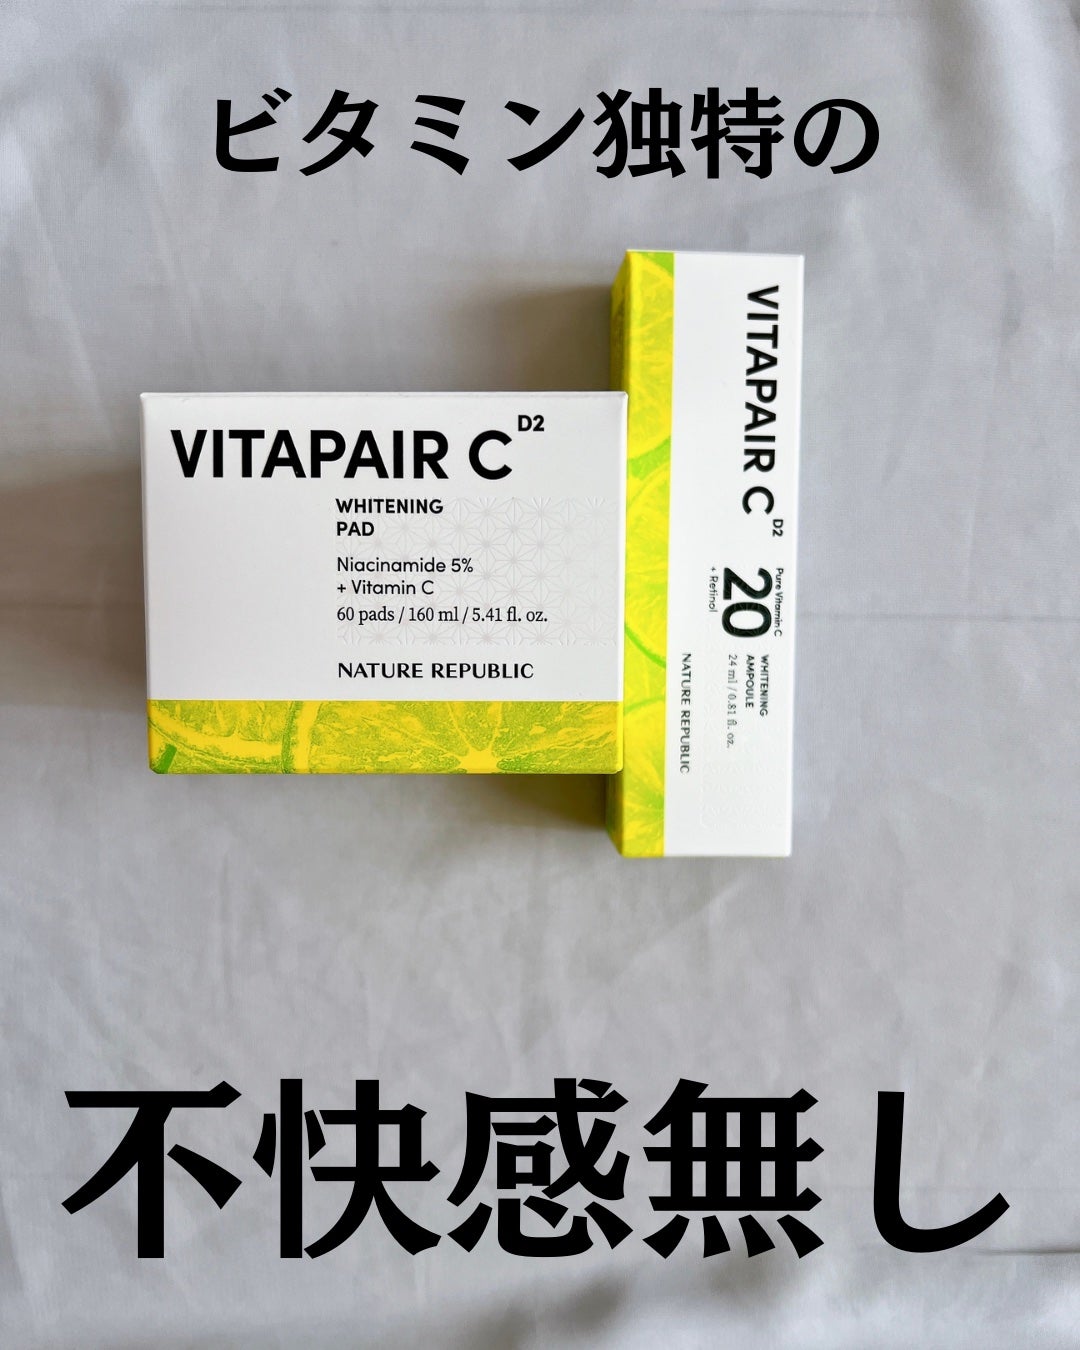 ビタミン独特の
VITAPAIR C D2
WHITENING
PAD
Niacinamide 5%
+ Vitamin C
60 pads / 160 ml / 5.41 fl. oz.
NATURE REPUBLIC
VITAPAIR C D2
Pure Vitamin C
20
+ Retinol
WHITENING
AMPOULE
24 ml / 0.81 fl. oz.
NATURE REPUBLIC
不快感無し